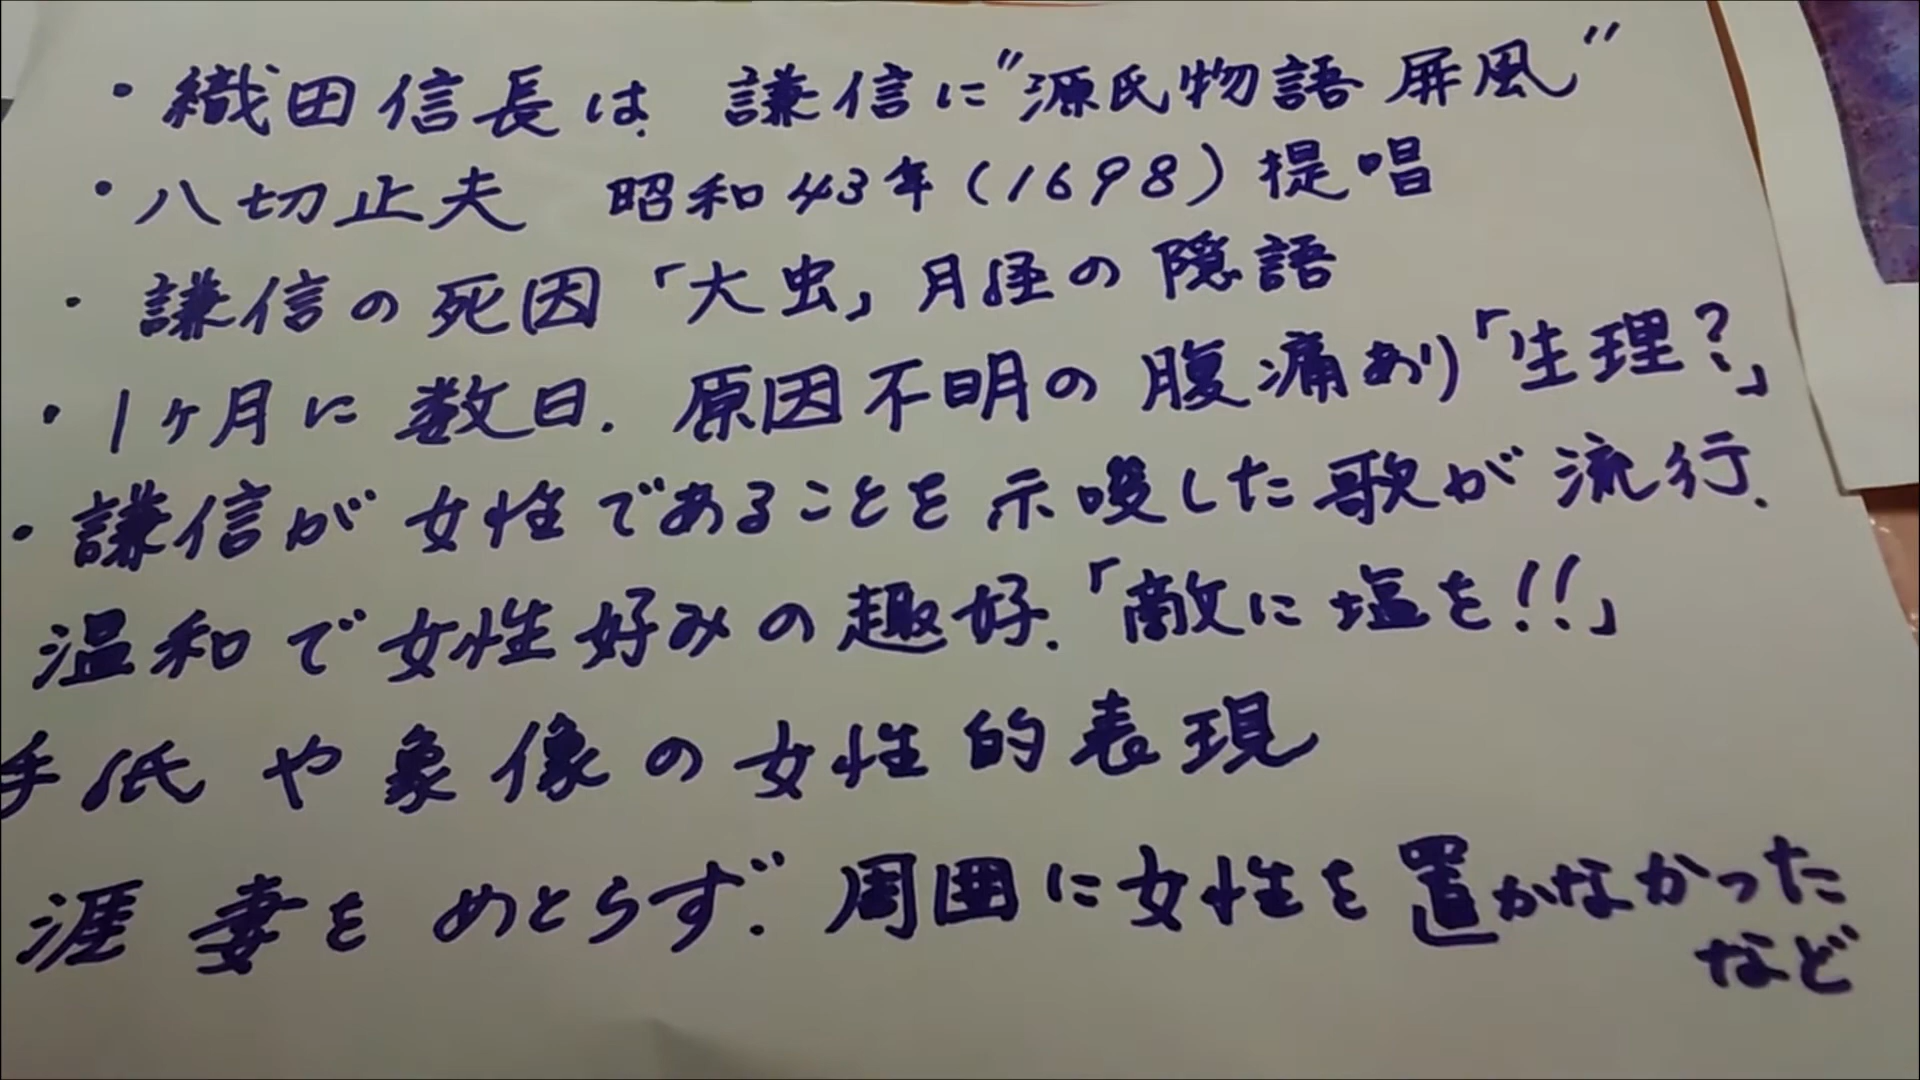 ・織田信長は、謙信に"源氏物語屏風"
・八切止夫 昭和43年(1698)提唱
・謙信の死因「大虫」月経の隠語
・1ヶ月に数日、原因不明の腹痛あり「生理?」
・謙信が女性であることを示唆した歌が流行、
温和で女性好みの趣好、「敵に塩を!!」
手紙や象像の女性的表現
涯妻をめとらず、周囲に女性を置かなかった
など